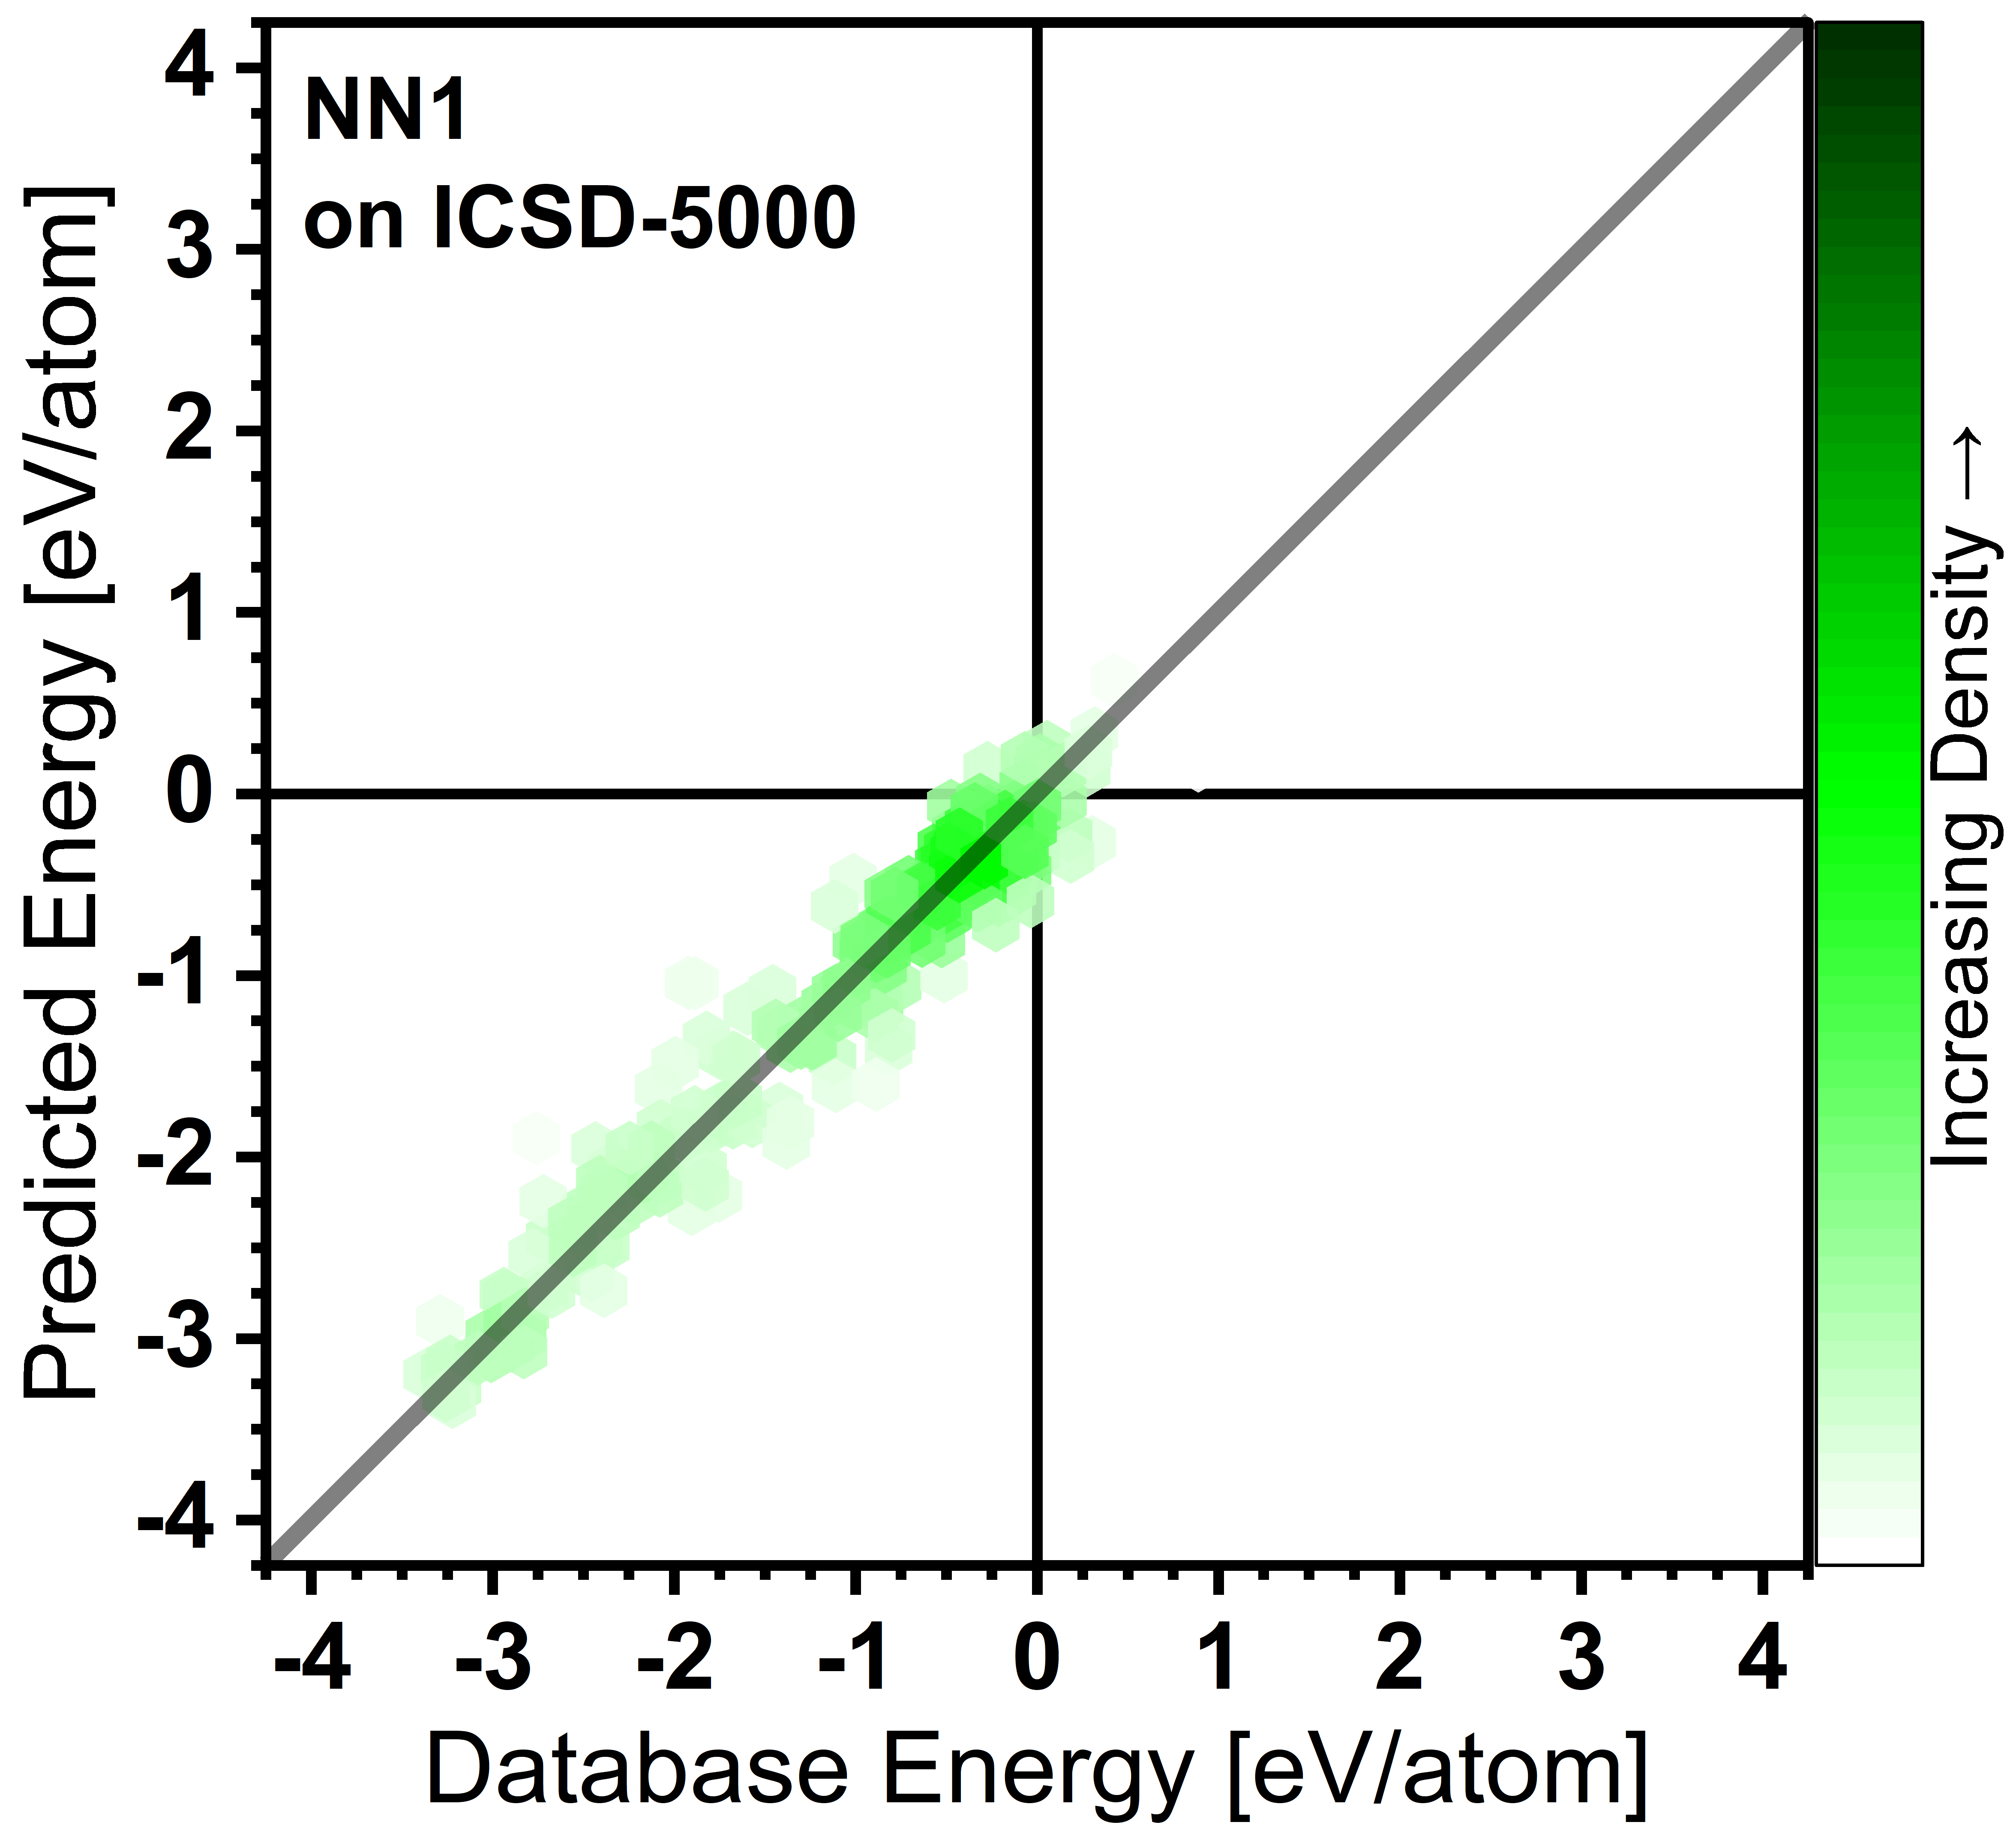 NN1
on ICSD-5000
4
3
2
1
0
-1
-2
-3
-4
Predicted Energy [eV/atom]
-4 -3 -2 -1 0 1 2 3 4
Database Energy [eV/atom]
Increasing Density →